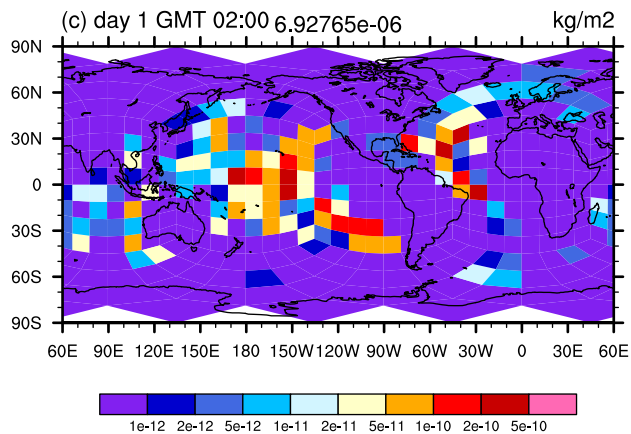 (c) day 1 GMT 02:00 6.92765e-06 kg/m2
90N
60N
30N
0
30S
60S
90S
60E 90E 120E 150E 180 150W 120W 90W 60W 30W 0 30E 60E
1e-12 2e-12 5e-12 1e-11 2e-11 5e-11 1e-10 2e-10 5e-10